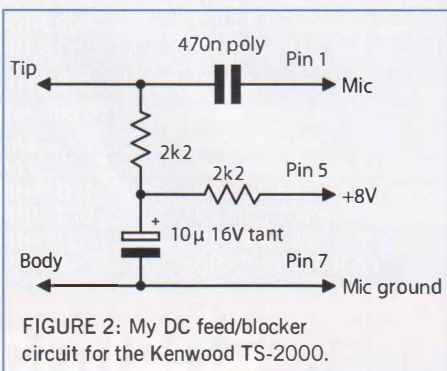 470n poly
Pin 1
Tip
Mic
2k2
2k2
Pin 5
+8V
+
10µ 16V tant
Body
Pin 7
Mic ground
FIGURE 2: My DC feed/blocker
circuit for the Kenwood TS-2000.